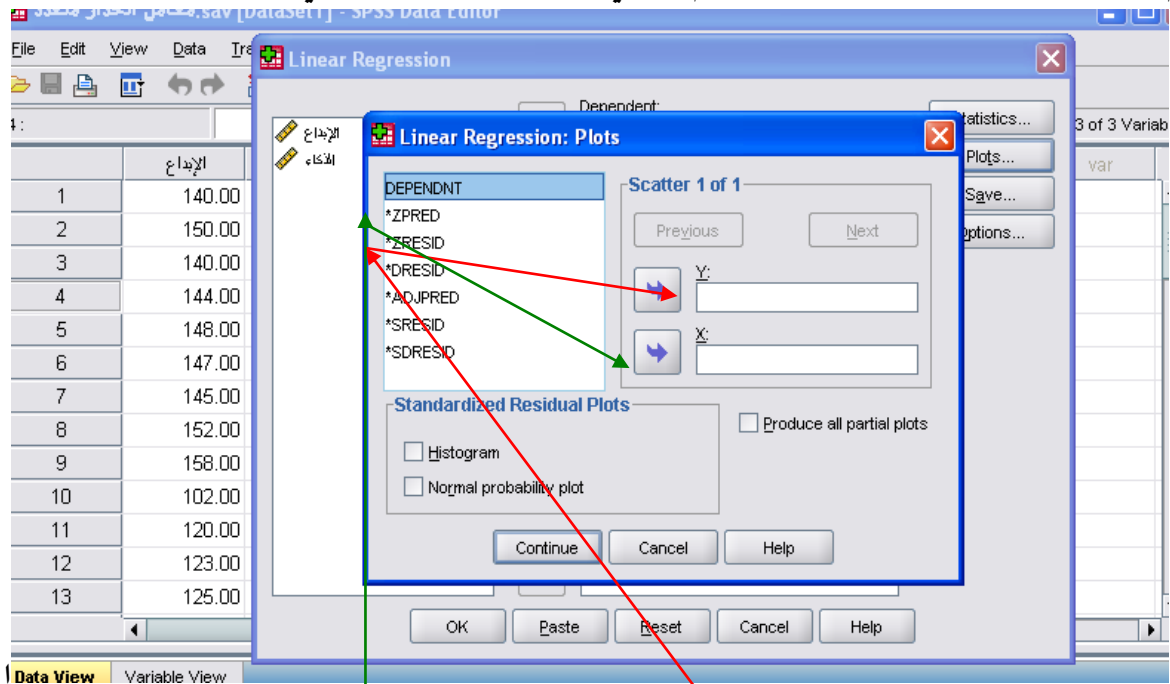 .sav [DataSet1] - SPSS Data Editor
File Edit View Data
Linear Regression
Dependent:
3 of 3 Variab
الإبداع
الذكاء
Linear Regression: Plots
Plots...
Save...
DEPENDNT
*ZPRED
*ZRESID
*DRESID
*ADJPRED
*SRESID
*SDRESID
Scatter 1 of 1
Previous Next
Y:
X:
Standardized Residual Plots
Histogram
Normal probability plot
Produce all partial plots
Continue Cancel Help
OK Paste Reset Cancel Help
الإبداع var
1 140.00
2 150.00
3 140.00
4 144.00
5 148.00
6 147.00
7 145.00
8 152.00
9 158.00
10 102.00
11 120.00
12 123.00
13 125.00
Data View Variable View